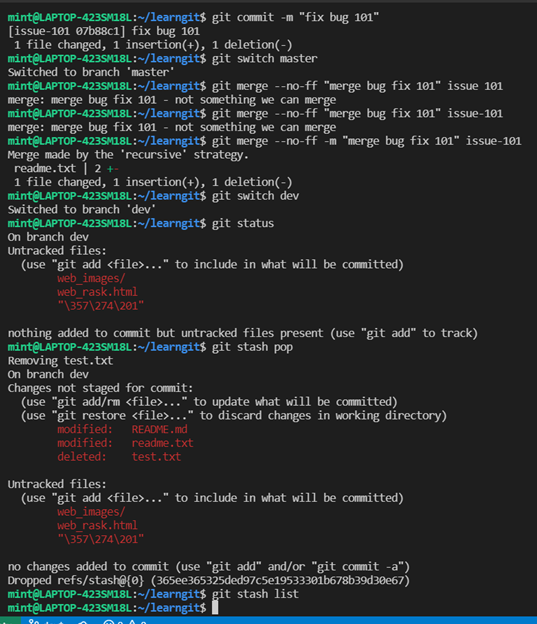 mint@LAPTOP-423SM18L:~/learngit$ git commit -m "fix bug 101"
[issue-101 07b88c1] fix bug 101
 1 file changed, 1 insertion(+), 1 deletion(-)
mint@LAPTOP-423SM18L:~/learngit$ git switch master
Switched to branch 'master'
mint@LAPTOP-423SM18L:~/learngit$ git merge --no-ff "merge bug fix 101" issue 101
merge: merge bug fix 101 - not something we can merge
mint@LAPTOP-423SM18L:~/learngit$ git merge --no-ff "merge bug fix 101" issue-101
merge: merge bug fix 101 - not something we can merge
mint@LAPTOP-423SM18L:~/learngit$ git merge --no-ff -m "merge bug fix 101" issue-101
Merge made by the 'recursive' strategy.
 readme.txt | 2 +-
 1 file changed, 1 insertion(+), 1 deletion(-)
mint@LAPTOP-423SM18L:~/learngit$ git switch dev
Switched to branch 'dev'
mint@LAPTOP-423SM18L:~/learngit$ git status
On branch dev
Untracked files:
  (use "git add <file>..." to include in what will be committed)
        web_images/
        web_rask.html
        "\357\274\201"

nothing added to commit but untracked files present (use "git add" to track)
mint@LAPTOP-423SM18L:~/learngit$ git stash pop
Removing test.txt
On branch dev
Changes not staged for commit:
  (use "git add/rm <file>..." to update what will be committed)
  (use "git restore <file>..." to discard changes in working directory)
        modified:   README.md
        modified:   readme.txt
        deleted:    test.txt

Untracked files:
  (use "git add <file>..." to include in what will be committed)
        web_images/
        web_rask.html
        "\357\274\201"

no changes added to commit (use "git add" and/or "git commit -a")
Dropped refs/stash@{0} (365ee365325ded97c5e19533301b678b39d30e67)
mint@LAPTOP-423SM18L:~/learngit$ git stash list
mint@LAPTOP-423SM18L:~/learngit$